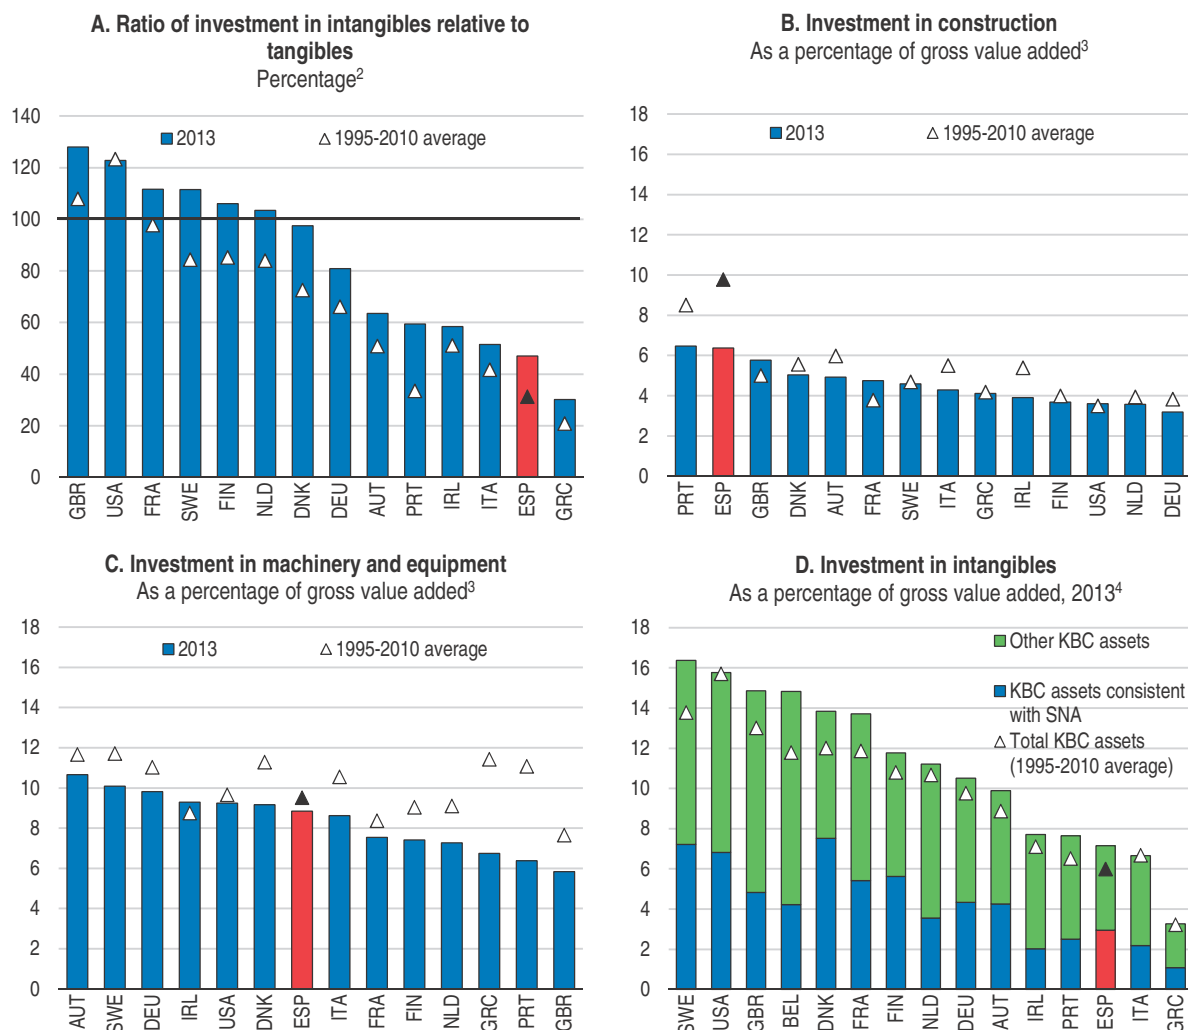 A. Ratio of investment in intangibles relative to
tangibles
Percentage²
140
120
100
80
60
40
20
0
2013
1995-2010 average
GBR USA FRA SWE FIN NLD DNK DEU AUT PRT IRL ITA ESP GRC
B. Investment in construction
As a percentage of gross value added³
18
16
14
12
10
8
6
4
2
0
2013
1995-2010 average
PRT ESP GBR DNK AUT FRA SWE ITA GRC IRL FIN USA NLD DEU
C. Investment in machinery and equipment
As a percentage of gross value added³
18
16
14
12
10
8
6
4
2
0
2013
1995-2010 average
AUT SWE DEU IRL USA DNK ESP ITA FRA FIN NLD GRC PRT GBR
D. Investment in intangibles
As a percentage of gross value added, 2013⁴
18
16
14
12
10
8
6
4
2
0
Other KBC assets
KBC assets consistent
with SNA
Total KBC assets
(1995-2010 average)
SWE USA GBR BEL DNK FRA FIN NLD DEU AUT IRL PRT ESP ITA GRC